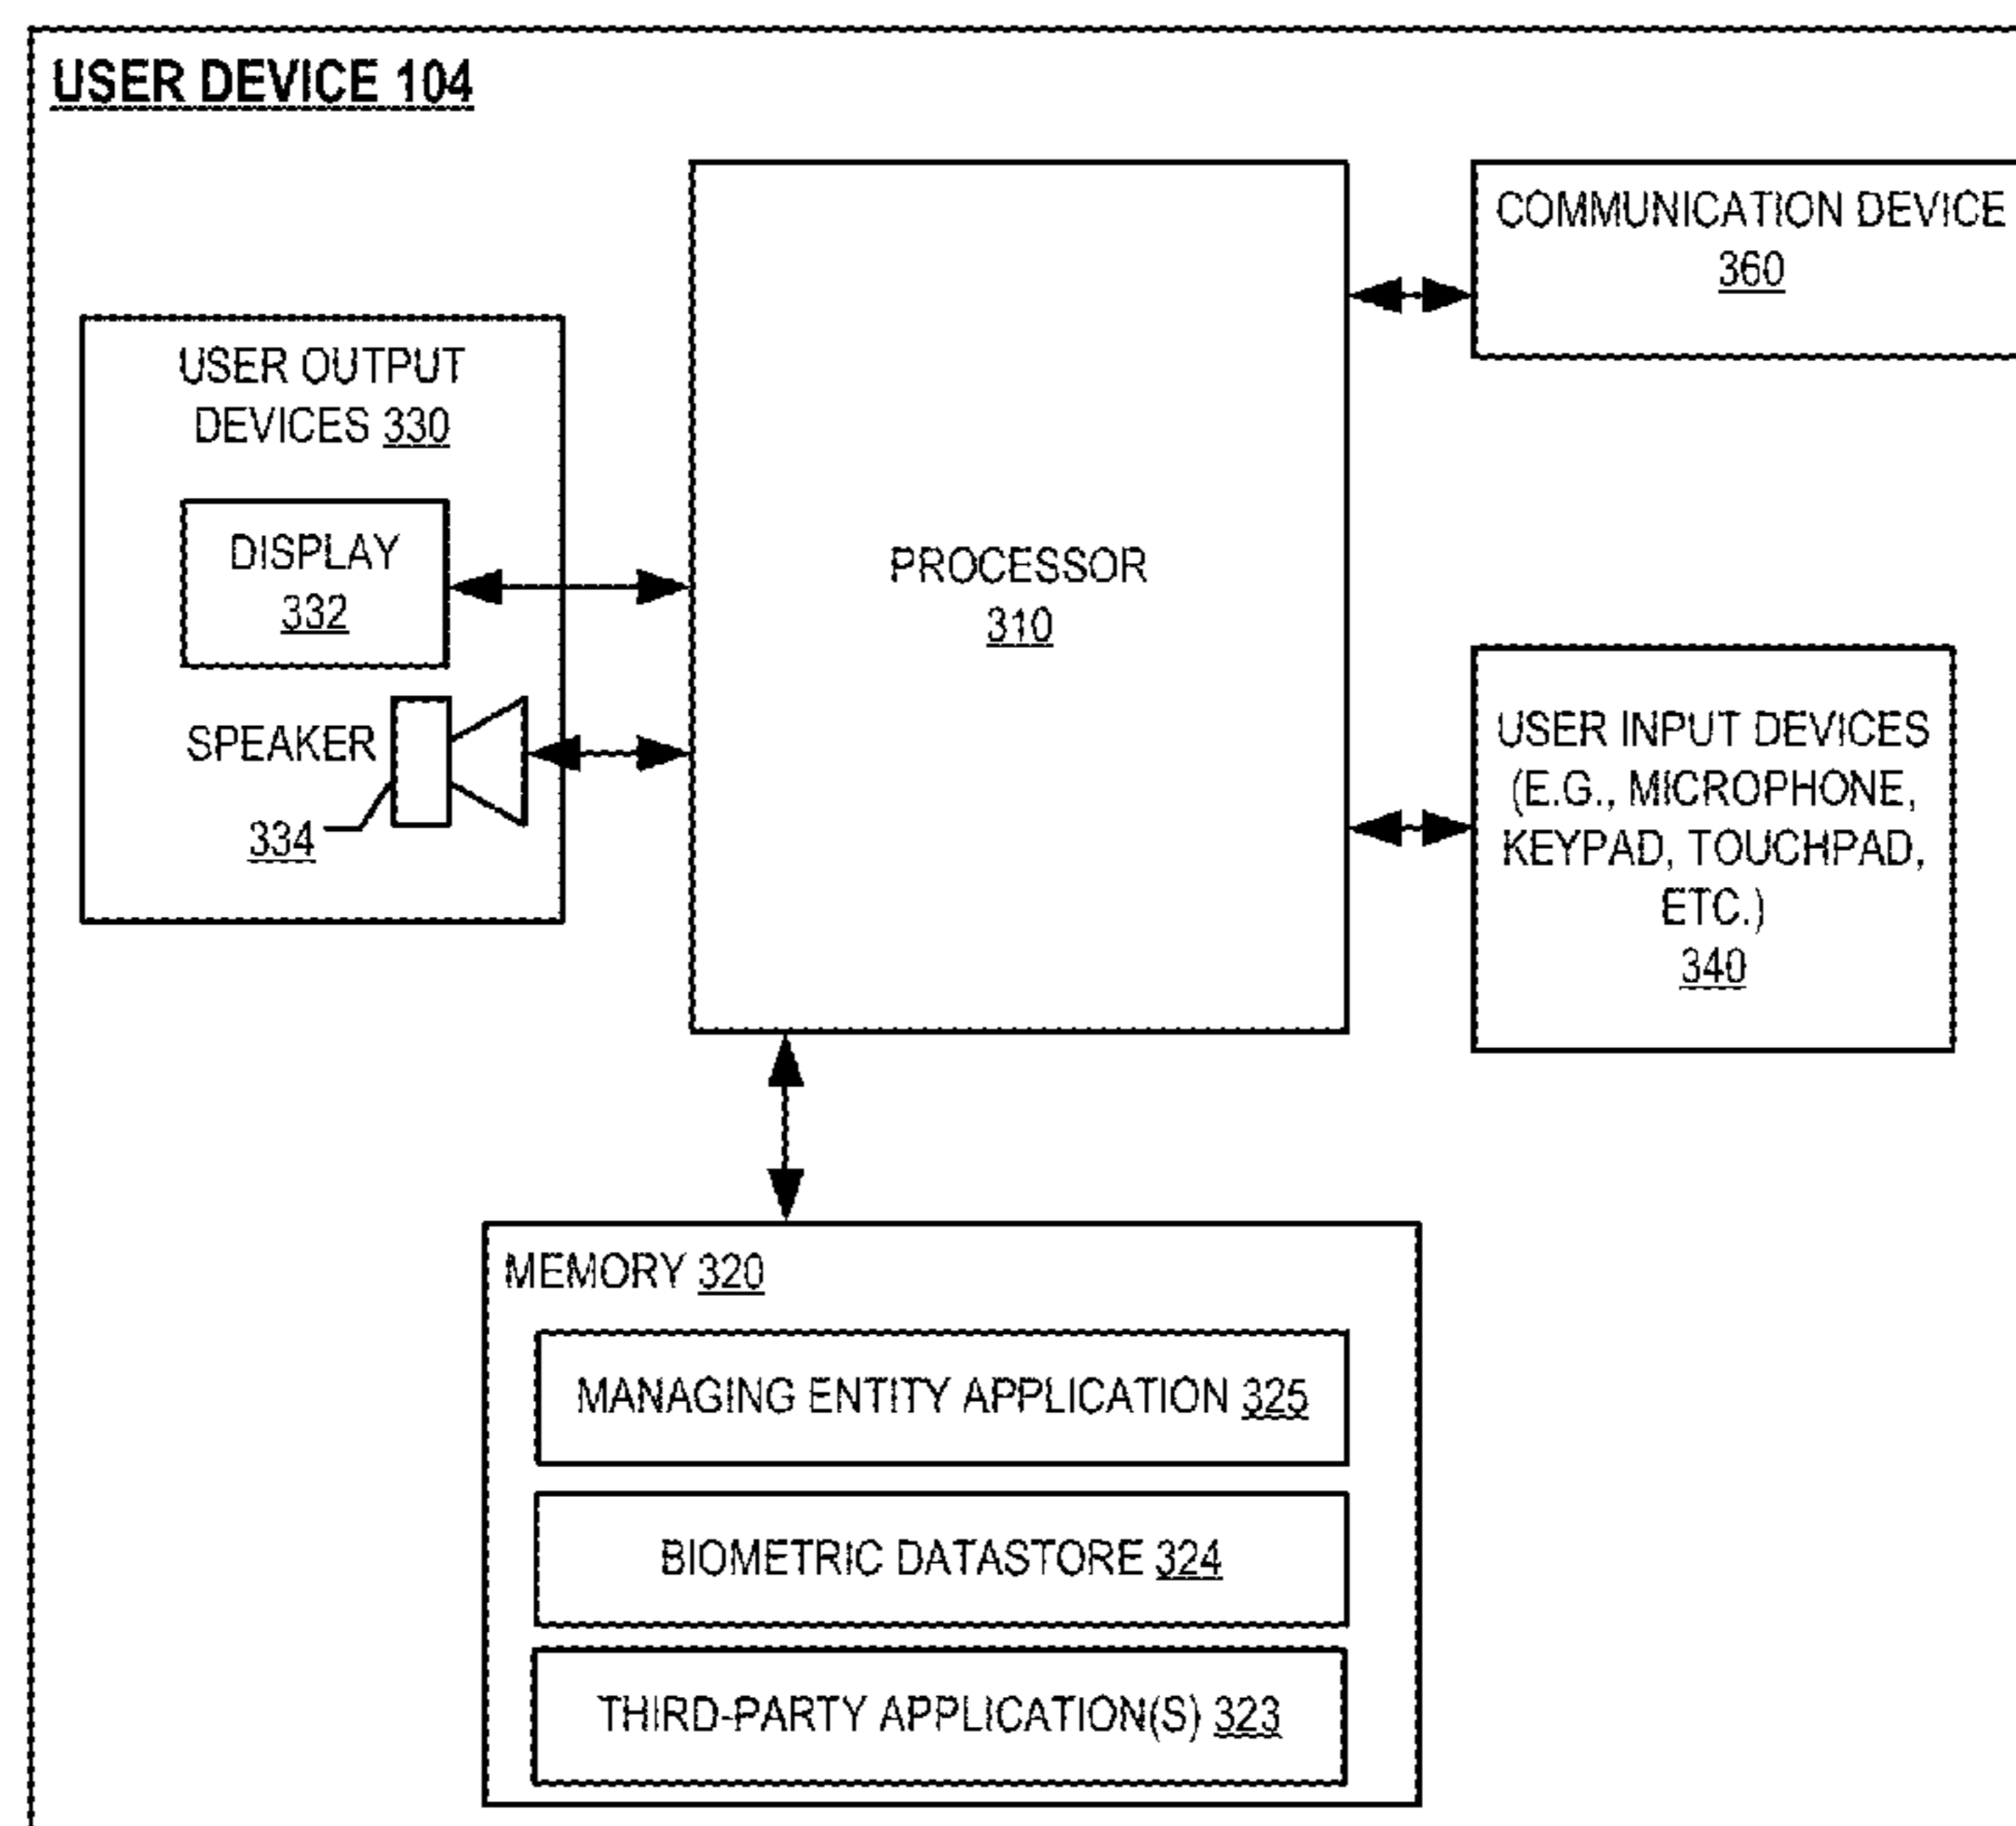 USER DEVICE 104
COMMUNICATION DEVICE
360
USER OUTPUT
DEVICES 330
DISPLAY
332
SPEAKER
334
PROCESSOR
310
USER INPUT DEVICES
(E.G., MICROPHONE,
KEYPAD, TOUCHPAD,
ETC.)
340
MEMORY 320
MANAGING ENTITY APPLICATION 325
BIOMETRIC DATASTORE 324
THIRD-PARTY APPLICATION(S) 323